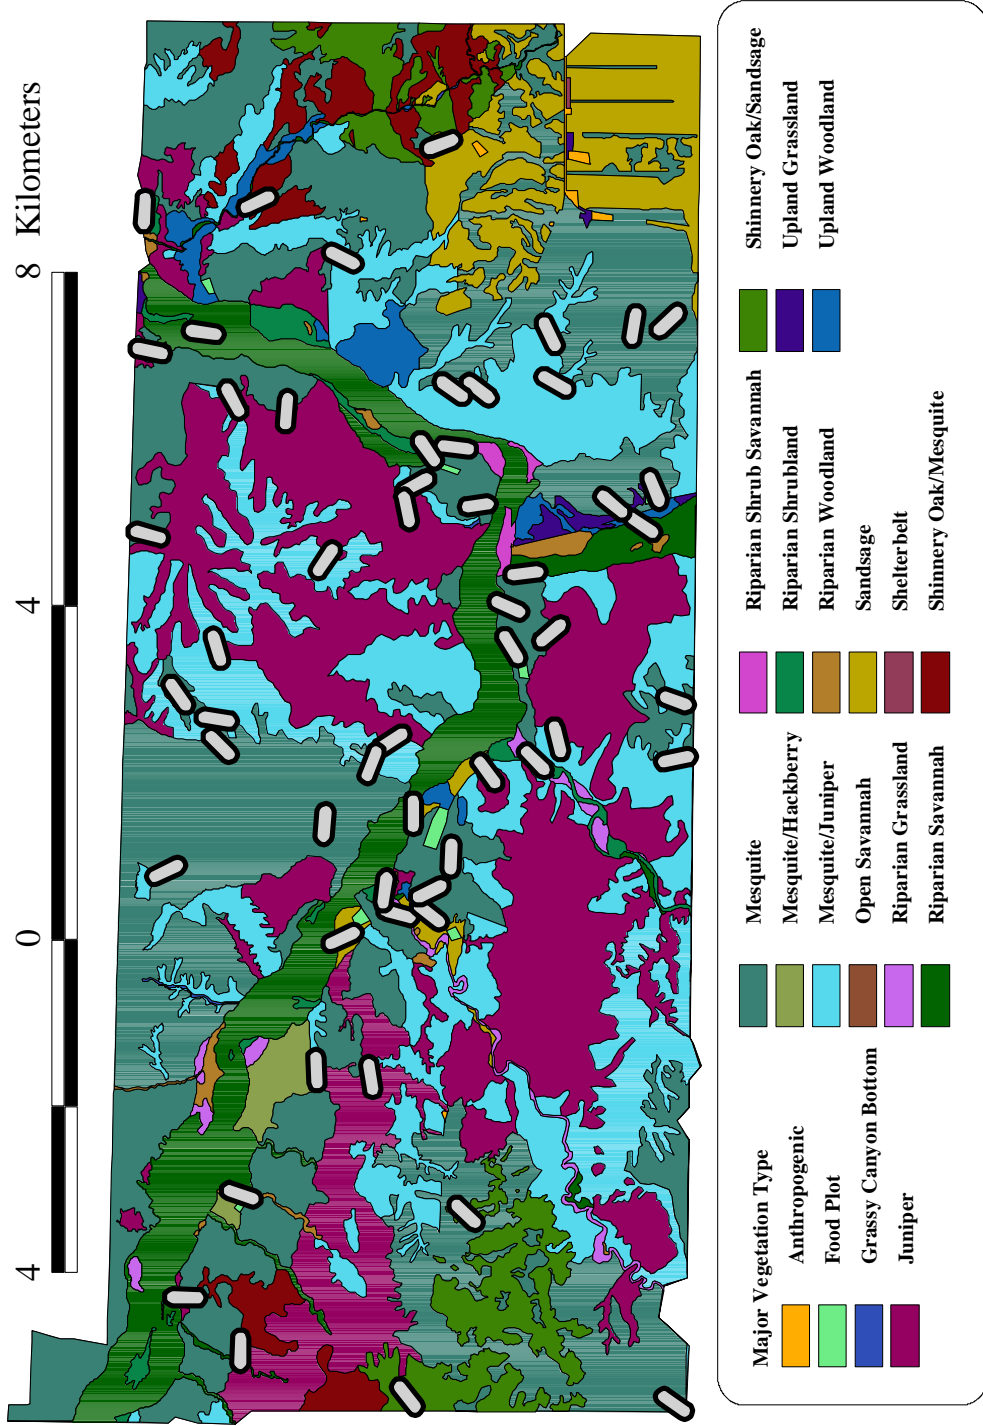 4 0 4 8 Kilometers
Major Vegetation Type
Anthropogenic
Food Plot
Grassy Canyon Bottom
Juniper
Mesquite
Mesquite/Hackberry
Mesquite/Juniper
Open Savannah
Riparian Grassland
Riparian Savannah
Riparian Shrub Savannah
Riparian Shrubland
Riparian Woodland
Sandsage
Shelterbelt
Shinnery Oak/Mesquite
Shinnery Oak/Sandsage
Upland Grassland
Upland Woodland